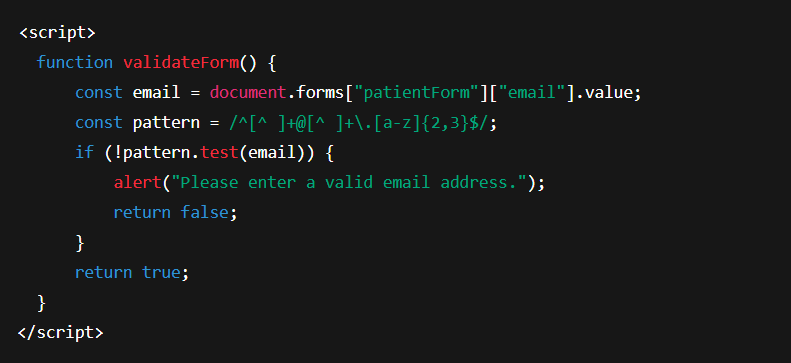 <script>
function validateForm() {
const email = document.forms["patientForm"]["email"].value;
const pattern = /^[^ ]+@[^ ]+\.[a-z]{2,3}$/;
if (!pattern.test(email)) {
alert("Please enter a valid email address.");
return false;
}
return true;
}
</script>